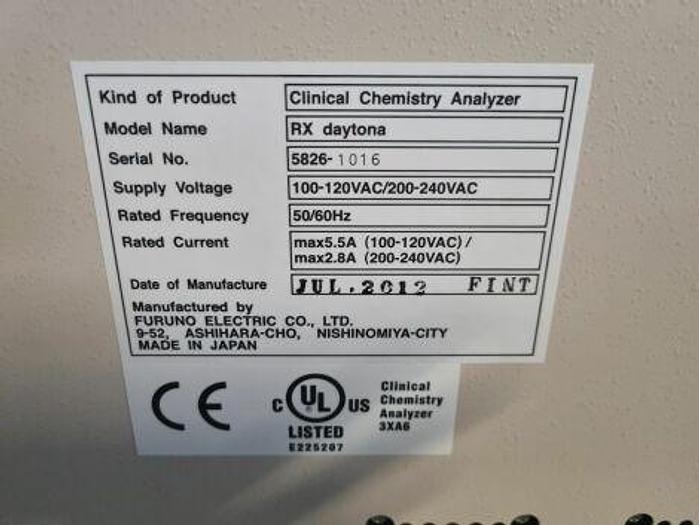 Kind of Product Clinical Chemistry Analyzer
Model Name RX daytona
Serial No. 5826-1016
Supply Voltage 100-120VAC/200-240VAC
Rated Frequency 50/60Hz
Rated Current max5.5A (100-120VAC)/
max2.8A (200-240VAC)
Date of Manufacture JUL.2012 FINT
Manufactured by
FURUNO ELECTRIC CO., LTD.
9-52, ASHIHARA-CHO, NISHINOMIYA-CITY
MADE IN JAPAN
CE
C UL US
®
LISTED
E225207
Clinical
Chemistry
Analyzer
3XA6